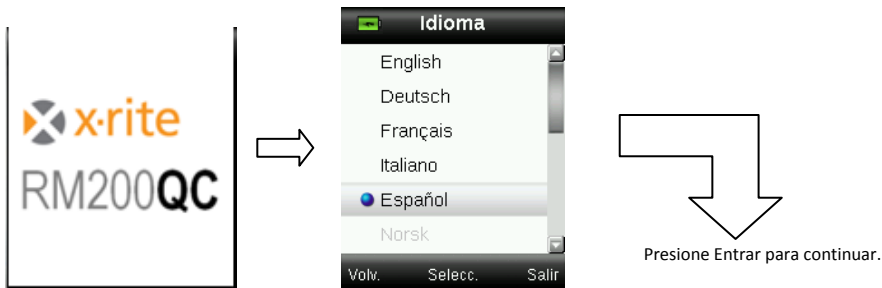 x·rite
RM200QC
Idioma
English
Deutsch
Français
Italiano
Español
Norsk
Volv. Selecc. Salir
Presione Entrar para continuar.